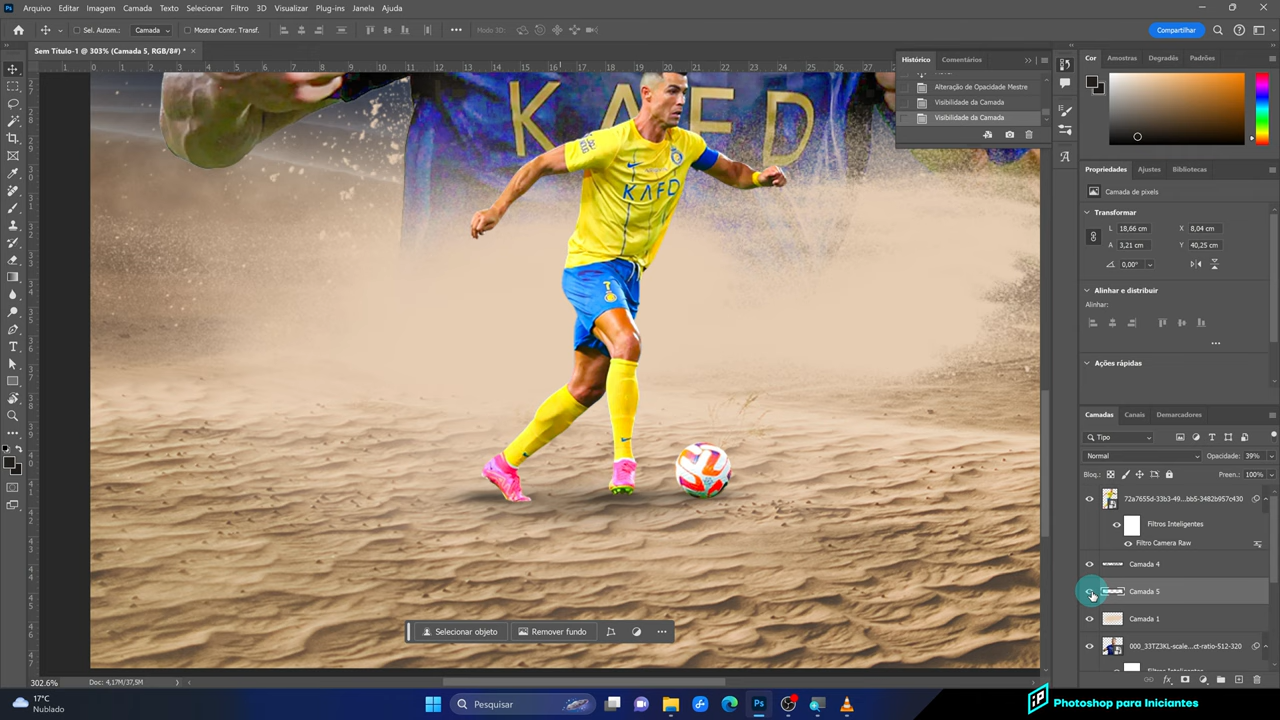 Arquivo Editar Imagem Camada Texto Selecionar Filtro 3D Visualizar Plug-ins Janela Ajuda
Sel. Autom.: Camada Mostrar Contr. Transf. Modo 3D: Compartilhar
Sem Título-1 @ 303% (Camada 5, RGB/8#) *
Histórico Comentários
Alteração de Opacidade Mestre
Visibilidade da Camada
Visibilidade da Camada
Cor Amostras Degradês Padrões
Propriedades Ajustes Bibliotecas
Camada de pixels
Transformar
L 18,66 cm X 8,04 cm
A 3,21 cm Y 40,25 cm
0,00°
Alinhar e distribuir
Alinhar:
Ações rápidas
Camadas Canais Demarcadores
Tipo
Normal Opacidade: 39%
Bloq.: Preen.: 100%
72a7655d-33b3-49...bb5-3482b957c430
Filtros Inteligentes
Filtro Camera Raw
Camada 4
Camada 5
Camada 1
000_33TZ3KL-scale...ct-ratio-512-320
KAFD
KAFD
7
Selecionar objeto Remover fundo
302.6% Doc: 4,17M/37,5M
17°C
Nublado
Pesquisar
Photoshop para Iniciantes